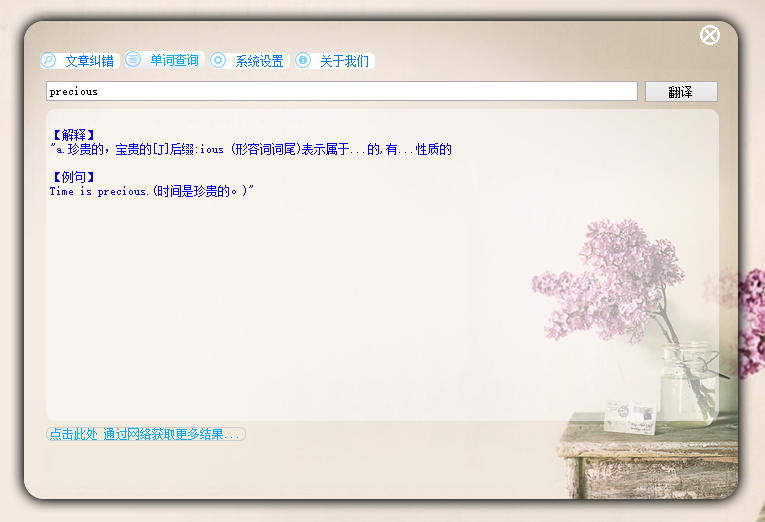 文章纠错 单词查询 系统设置 关于我们
precious 翻译
【解释】
"a.珍贵的，宝贵的[J]后缀:ious (形容词词尾)表示属于...的,有...性质的
【例句】
Time is precious.(时间是珍贵的。)"
点击此处 通过网络获取更多结果...